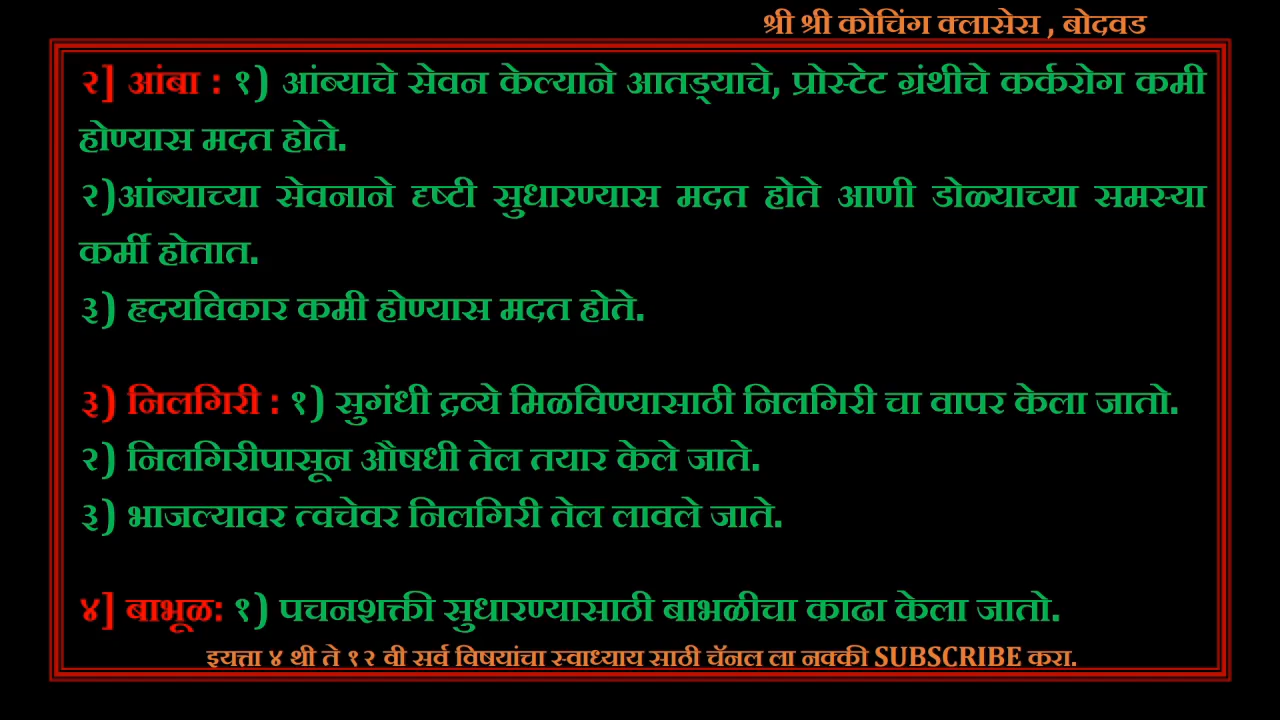 श्री श्री कोचिंग क्लासेस , बोदवड
२] आंबा : १) आंब्याचे सेवन केल्याने आतड्याचे, प्रोस्टेट ग्रंथीचे कर्करोग कमी
होण्यास मदत होते.
२)आंब्याच्या सेवनाने दृष्टी सुधारण्यास मदत होते आणी डोळ्याच्या समस्या
कर्मी होतात.
३) हृदयविकार कमी होण्यास मदत होते.
३) निलगिरी : १) सुगंधी द्रव्ये मिळविण्यासाठी निलगिरी चा वापर केला जातो.
२) निलगिरीपासून औषधी तेल तयार केले जाते.
३) भाजल्यावर त्वचेवर निलगिरी तेल लावले जाते.
४] बाभूळ: १) पचनशक्ती सुधारण्यासाठी बाभळीचा काढा केला जातो.
इयत्ता ४ थी ते १२ वी सर्व विषयांचा स्वाध्याय साठी चॅनल ला नक्की SUBSCRIBE करा.